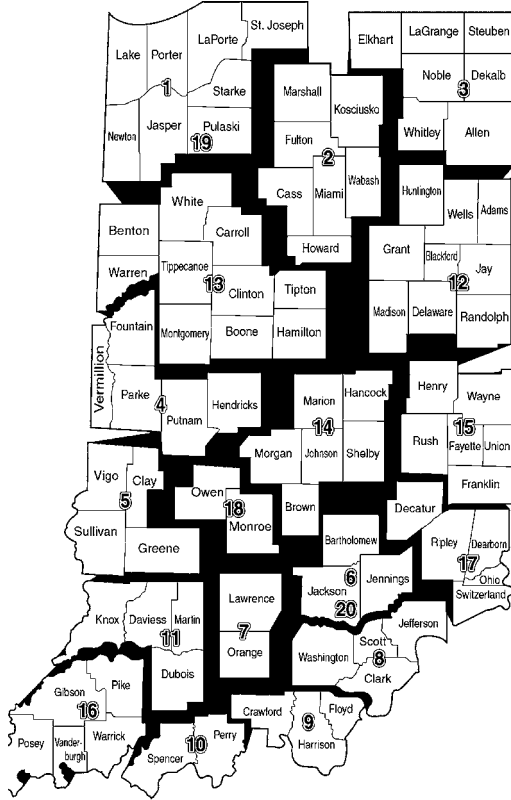 St. Joseph
Elkhart
LaGrange
Steuben
Lake
Porter
LaPorte
Noble
Dekalb
Starke
Marshall
Kosciusko
1
3
Newton
Jasper
Pulaski
19
Fulton
Whitley
Allen
2
Cass
Miami
Wabash
Huntington
White
Wells
Adams
Benton
Carroll
Howard
Grant
Blackford
Jay
Warren
Tippecanoe
13
Clinton
Tipton
12
Madison
Delaware
Randolph
Fountain
Montgomery
Boone
Hamilton
Vermillion
Parke
4
Putnam
Hendricks
Marion
Hancock
Henry
Wayne
14
15
Morgan
Johnson
Shelby
Rush
Fayette
Union
Vigo
Clay
5
Owen
18
Monroe
Brown
Decatur
Franklin
Sullivan
Greene
Bartholomew
Ripley
Dearborn
17
Ohio
Switzerland
6
Jackson
20
Jennings
Lawrence
7
Orange
Knox
Daviess
Martin
11
Jefferson
Scott
8
Washington
Clark
Dubois
Gibson
Pike
16
Posey
Vander-
burgh
Warrick
Spencer
10
Perry
Crawford
9
Floyd
Harrison